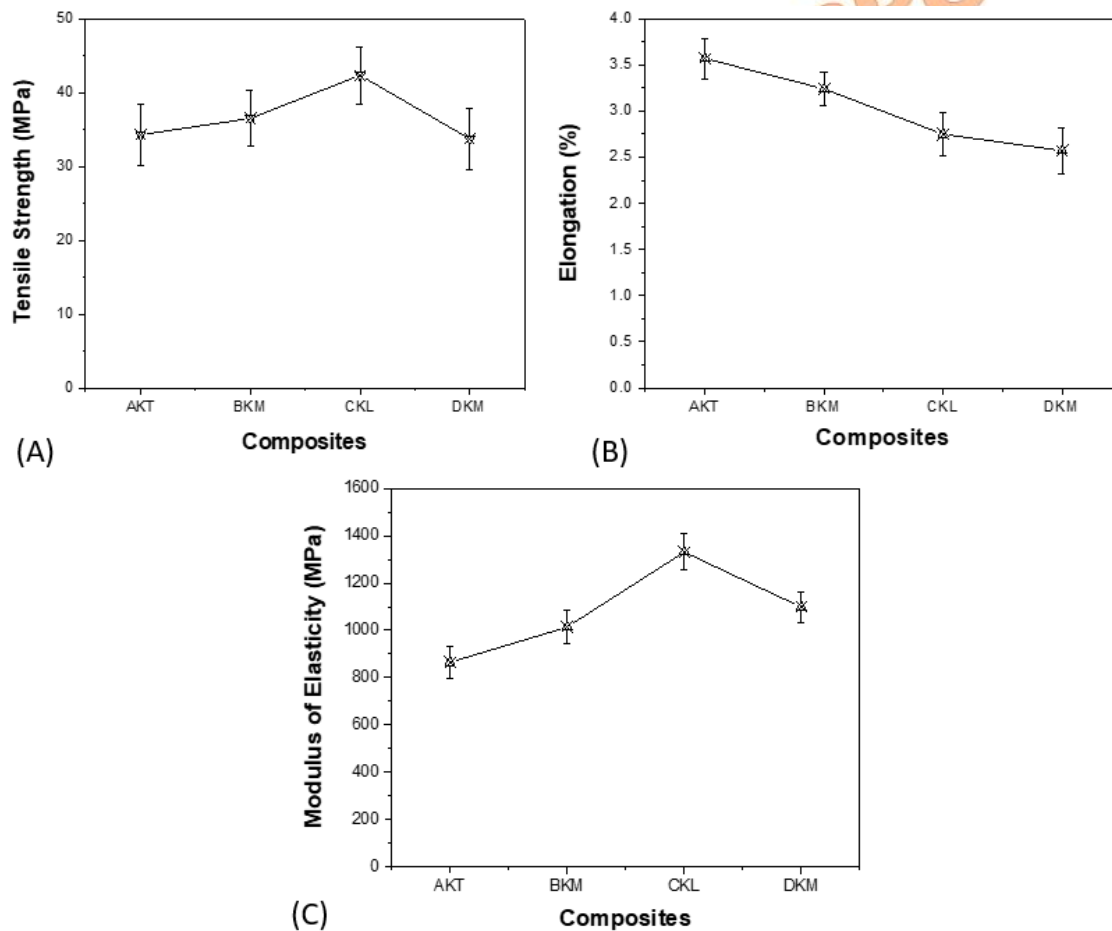 50
40
30
20
10
0
Tensile Strength (MPa)
AKT BKM CKL DKM
Composites
(A)
4.0
3.5
3.0
2.5
2.0
1.5
1.0
0.5
0.0
Elongation (%)
AKT BKM CKL DKM
Composites
(B)
1600
1400
1200
1000
800
600
400
200
0
Modulus of Elasticity (MPa)
AKT BKM CKL DKM
Composites
(C)